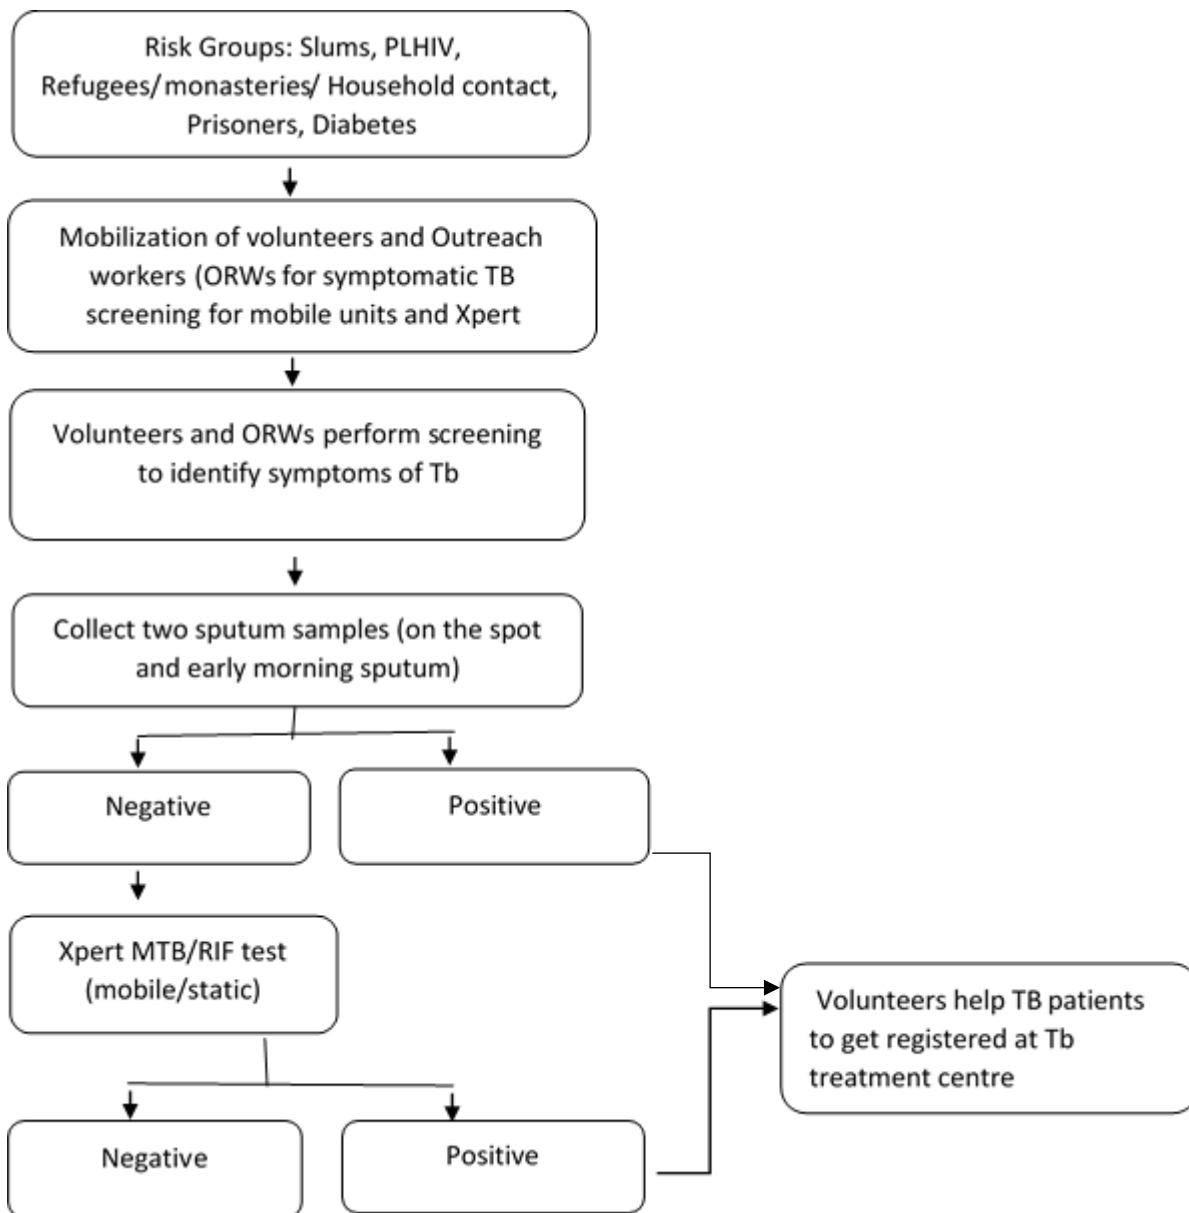 Risk Groups: Slums, PLHIV,
Refugees/monasteries/ Household contact,
Prisoners, Diabetes
Mobilization of volunteers and Outreach
workers (ORWs for symptomatic TB
screening for mobile units and Xpert
Volunteers and ORWs perform screening
to identify symptoms of Tb
Collect two sputum samples (on the spot
and early morning sputum)
Negative
Positive
Xpert MTB/RIF test
(mobile/static)
Volunteers help TB patients
to get registered at Tb
treatment centre
Negative
Positive